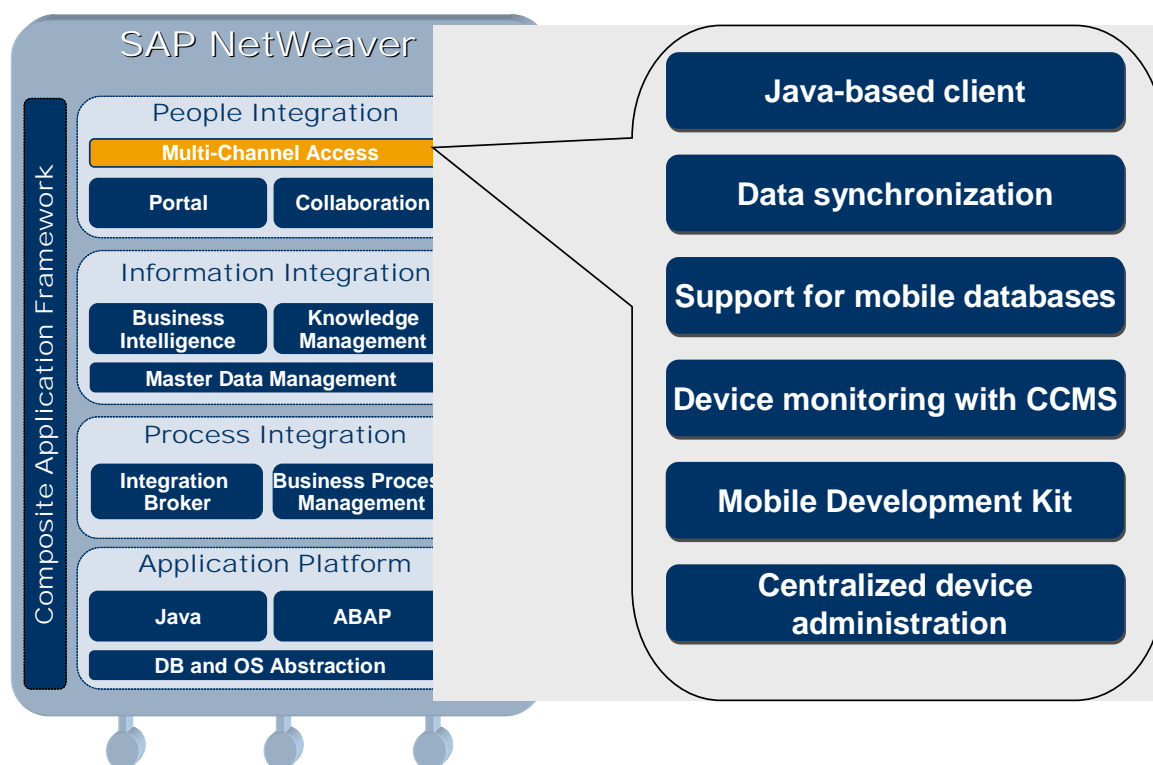 SAP NetWeaver
Composite Application Framework
People Integration
Multi-Channel Access
Portal
Collaboration
Information Integration
Business
Intelligence
Knowledge
Management
Master Data Management
Process Integration
Integration
Broker
Business Proces
Management
Application Platform
Java
ABAP
DB and OS Abstraction
Java-based client
Data synchronization
Support for mobile databases
Device monitoring with CCMS
Mobile Development Kit
Centralized device
administration